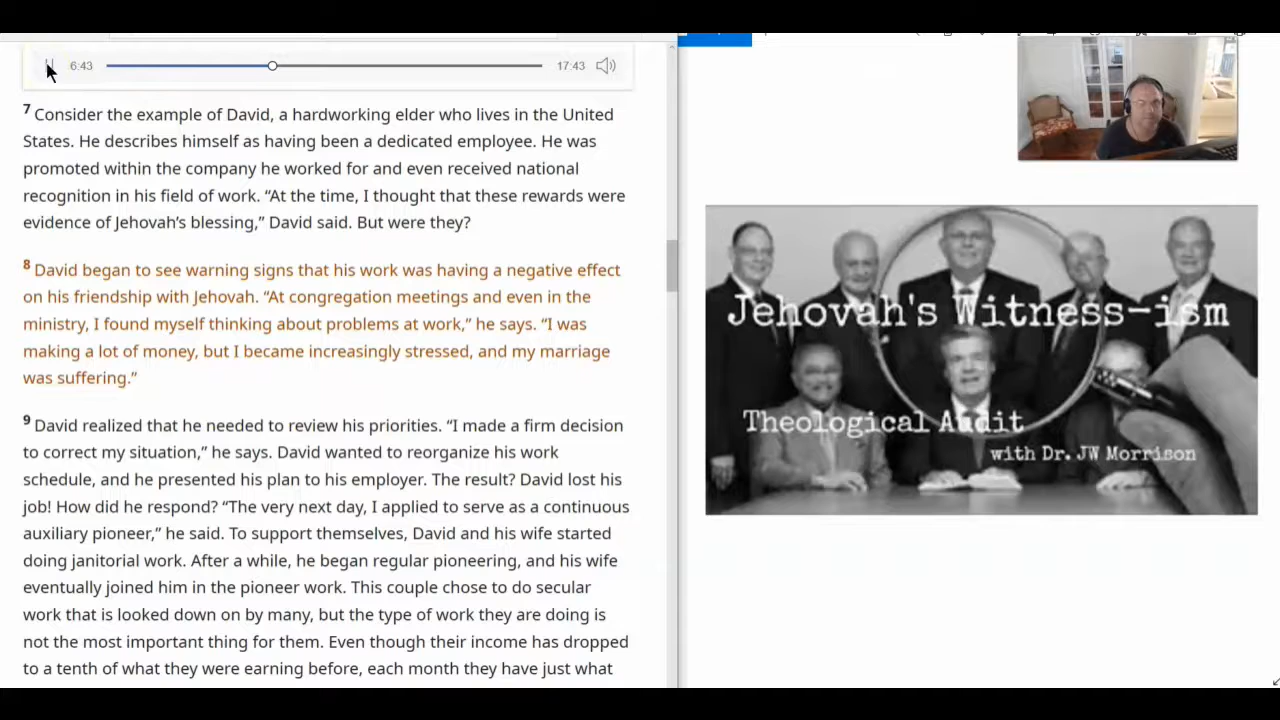 6:43
17:43
7 Consider the example of David, a hardworking elder who lives in the United
States. He describes himself as having been a dedicated employee. He was
promoted within the company he worked for and even received national
recognition in his field of work. “At the time, I thought that these rewards were
evidence of Jehovah’s blessing,” David said. But were they?
8 David began to see warning signs that his work was having a negative effect
on his friendship with Jehovah. “At congregation meetings and even in the
ministry, I found myself thinking about problems at work,” he says. “I was
making a lot of money, but I became increasingly stressed, and my marriage
was suffering.”
9 David realized that he needed to review his priorities. “I made a firm decision
to correct my situation,” he says. David wanted to reorganize his work
schedule, and he presented his plan to his employer. The result? David lost his
job! How did he respond? “The very next day, I applied to serve as a continuous
auxiliary pioneer,” he said. To support themselves, David and his wife started
doing janitorial work. After a while, he began regular pioneering, and his wife
eventually joined him in the pioneer work. This couple chose to do secular
work that is looked down on by many, but the type of work they are doing is
not the most important thing for them. Even though their income has dropped
to a tenth of what they were earning before, each month they have just what
Jehovah's Witness-ism
Theological Audit
with Dr. JW Morrison